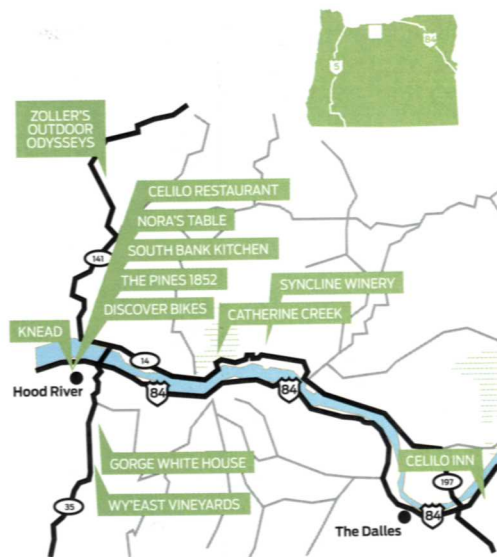 5
84
ZOLLER'S
OUTDOOR
ODYSSEYS
CELILO RESTAURANT
NORA'S TABLE
SOUTH BANK KITCHEN
THE PINES 1852
DISCOVER BIKES
141
SYNCLINE WINERY
CATHERINE CREEK
KNEAD
14
Hood River
84
84
GORGE WHITE HOUSE
WY'EAST VINEYARDS
35
CELILO INN
197
The Dalles
84